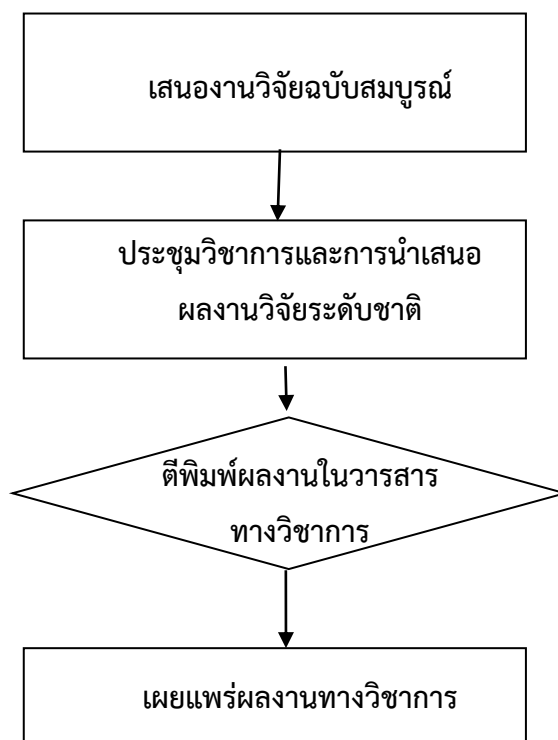 เสนองานวิจัยฉบับสมบูรณ์
ประชุมวิชาการและการนำเสนอ
ผลงานวิจัยระดับชาติ
ตีพิมพ์ผลงานในวารสาร
ทางวิชาการ
เผยแพร่ผลงานทางวิชาการ